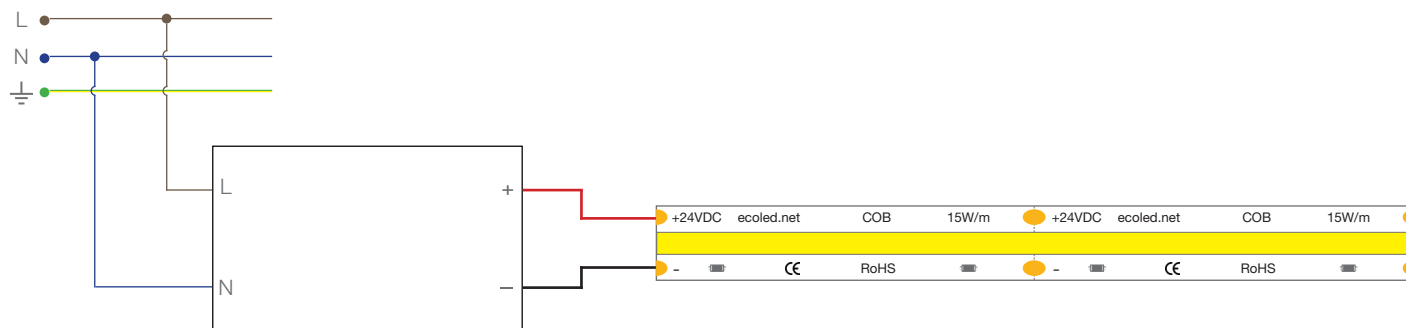 L
N
L +
+24VDC ecoled.net COB 15W/m +24VDC ecoled.net COB 15W/m
- CE RoHS - CE RoHS
N –